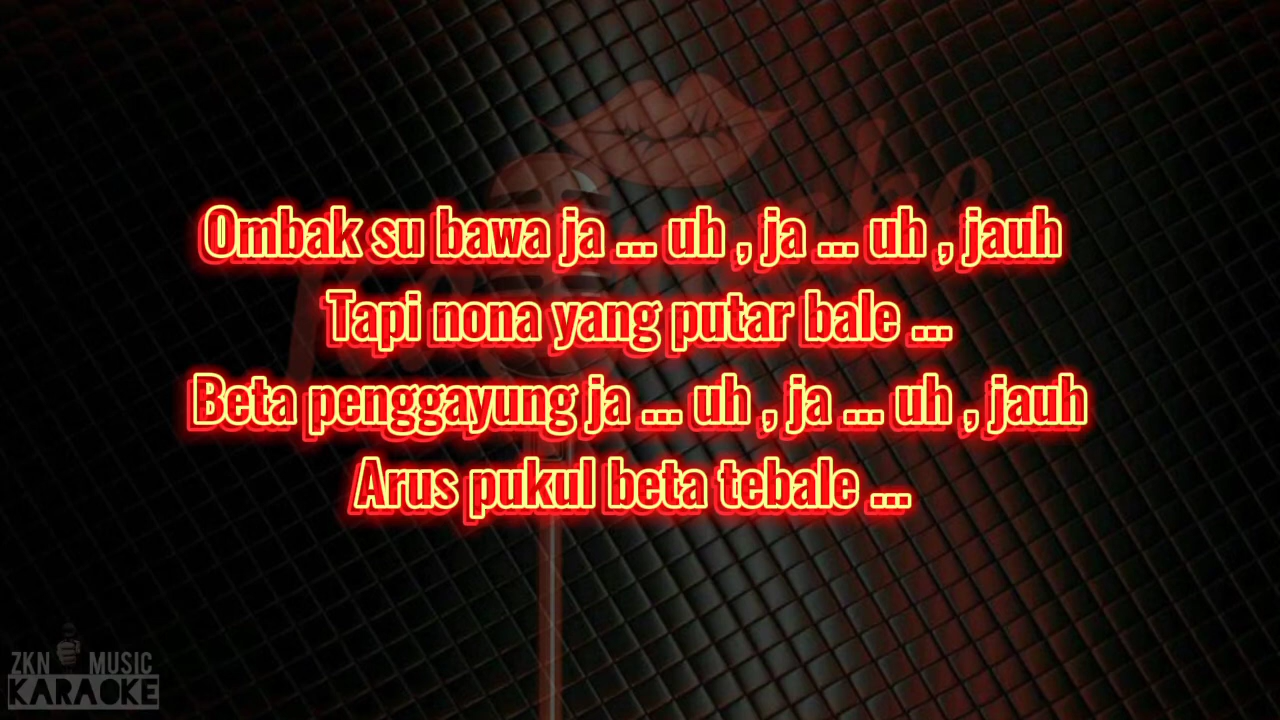 Ombak su bawa ja ... uh , ja ... uh , jauh
Tapi nona yang putar bale ...
Beta penggayung ja ... uh , ja ... uh , jauh
Arus pukul beta tebale ...
ZKN MUSIC
KARAOKE